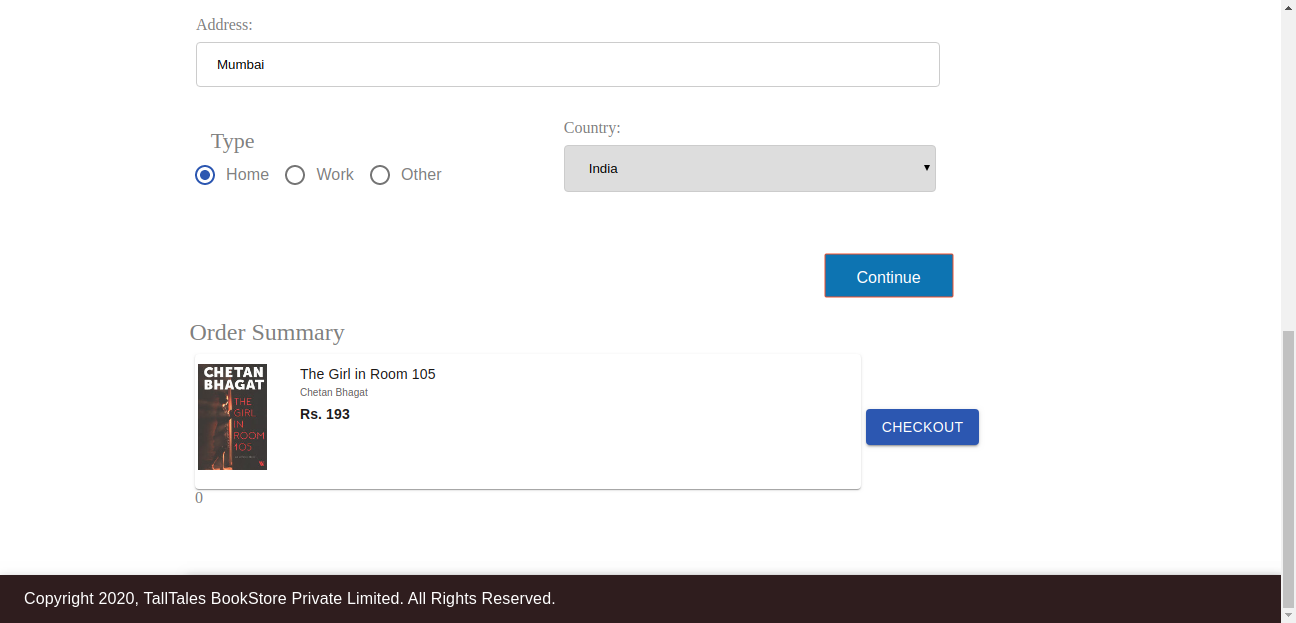 Address:
Mumbai
Type
Country:
Home Work Other
India
Continue
Order Summary
CHETAN
BHAGAT
THE
GIRL
IN
ROOM
105
The Girl in Room 105
Chetan Bhagat
Rs. 193
CHECKOUT
0
Copyright 2020, TallTales BookStore Private Limited. All Rights Reserved.